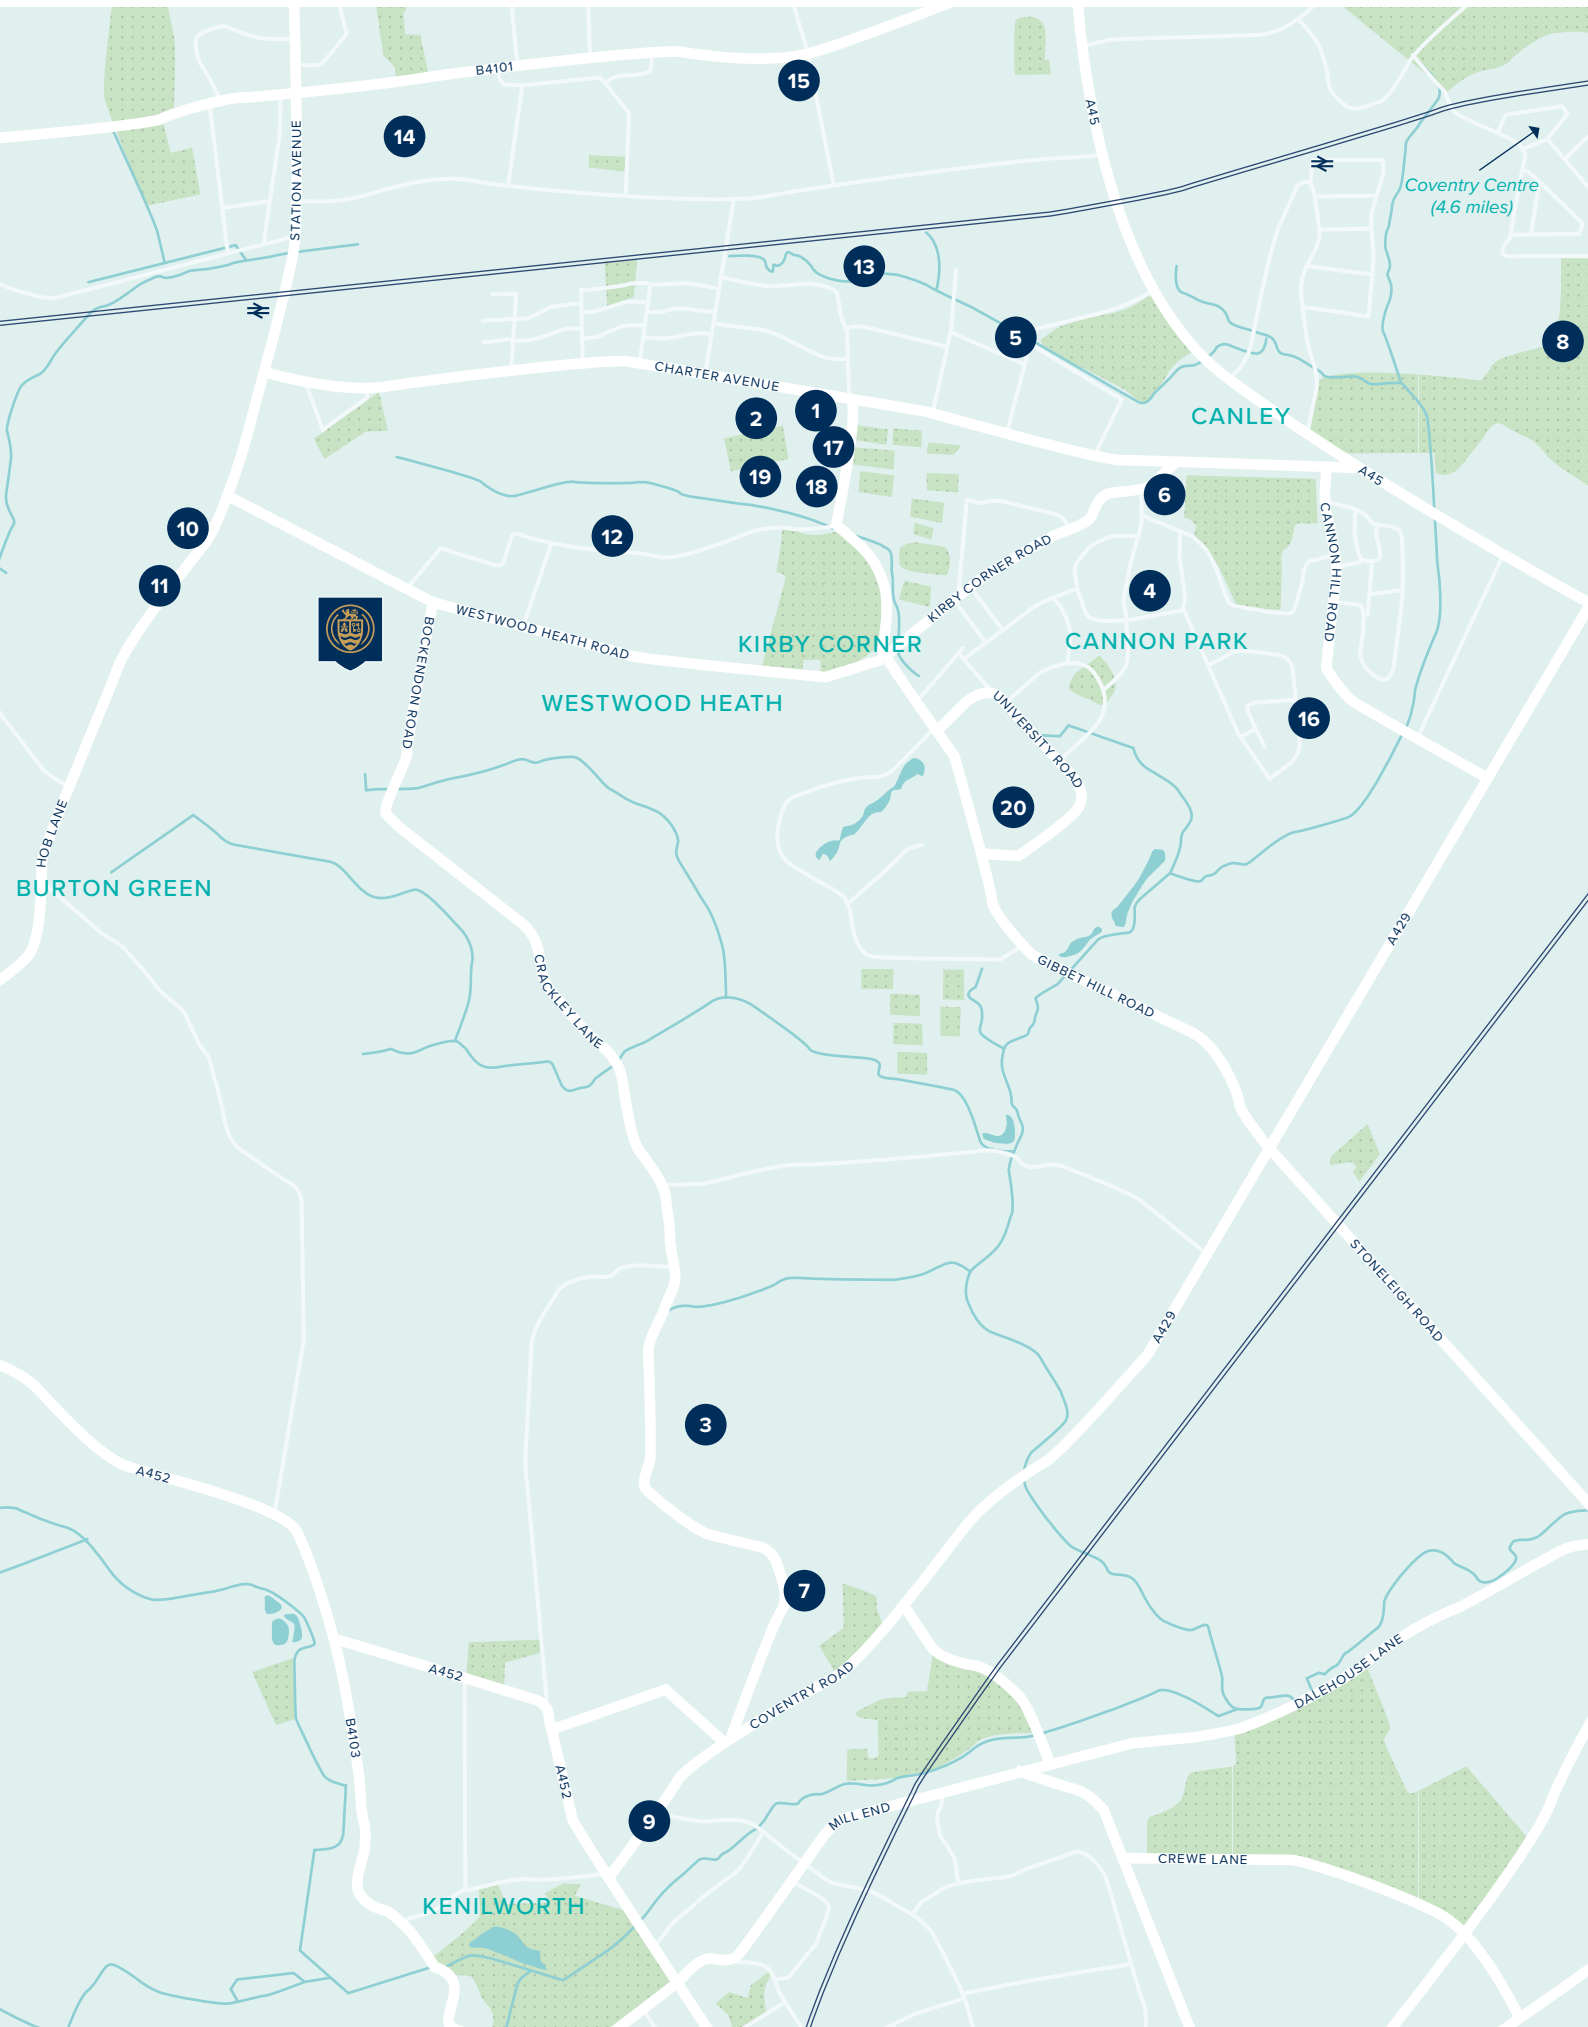 B4101
15
A45
14
STATION AVENUE
Coventry Centre
(4.6 miles)
13
5
8
CHARTER AVENUE
1
2
CANLEY
17
19
18
A45
6
10
12
CANNON HILL ROAD
KIRBY CORNER ROAD
11
4
WESTWOOD HEATH ROAD
BOCKENDON ROAD
KIRBY CORNER
CANNON PARK
WESTWOOD HEATH
16
UNIVERSITY ROAD
20
HOB LANE
BURTON GREEN
A429
CRACKLEY LANE
GIBBET HILL ROAD
STONELEIGH ROAD
A429
3
A452
7
A452
COVENTRY ROAD
DALEHOUSE LANE
B4103
A452
9
MILL END
CREWE LANE
KENILWORTH